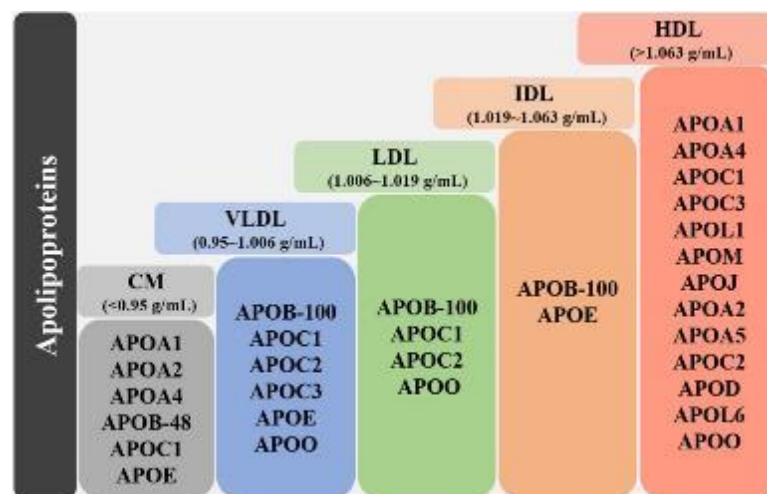 Apolipoproteins
CM
(<0.95 g/mL)
APOA1
APOA2
APOA4
APOB-48
APOC1
APOE
VLDL
(0.95~1.006 g/mL)
APOB-100
APOC1
APOC2
APOC3
APOE
APOO
LDL
(1.006~1.019 g/mL)
APOB-100
APOC1
APOC2
APOO
IDL
(1.019~1.063 g/mL)
APOB-100
APOE
HDL
(>1.063 g/mL)
APOA1
APOA4
APOC1
APOC3
APOL1
APOM
APOJ
APOA2
APOA5
APOC2
APOD
APOL6
APOO